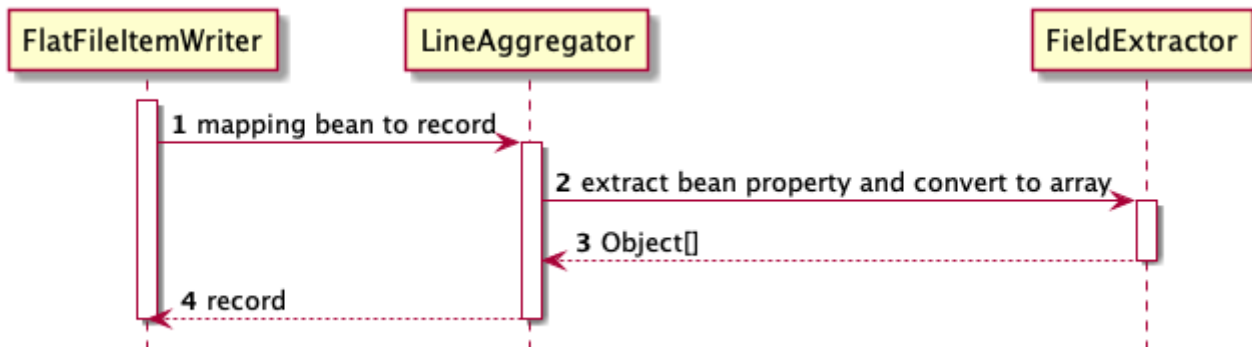 FlatFileItemWriter
LineAggregator
FieldExtractor
1 mapping bean to record
2 extract bean property and convert to array
3 Object[]
4 record